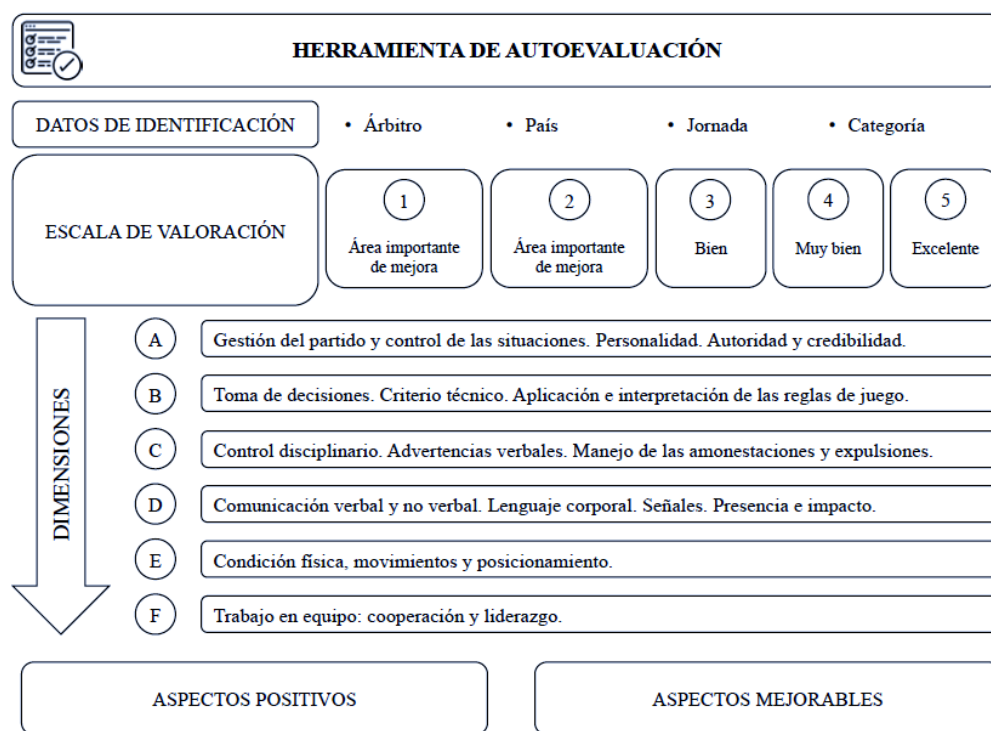 HERRAMIENTA DE AUTOEVALUACIÓN
DATOS DE IDENTIFICACIÓN
• Árbitro
• País
• Jornada
• Categoría
ESCALA DE VALORACIÓN
1
Área importante
de mejora
2
Área importante
de mejora
3
Bien
4
Muy bien
5
Excelente
DIMENSIONES
A
Gestión del partido y control de las situaciones. Personalidad. Autoridad y credibilidad.
B
Toma de decisiones. Criterio técnico. Aplicación e interpretación de las reglas de juego.
C
Control disciplinario. Advertencias verbales. Manejo de las amonestaciones y expulsiones.
D
Comunicación verbal y no verbal. Lenguaje corporal. Señales. Presencia e impacto.
E
Condición física, movimientos y posicionamiento.
F
Trabajo en equipo: cooperación y liderazgo.
ASPECTOS POSITIVOS
ASPECTOS MEJORABLES